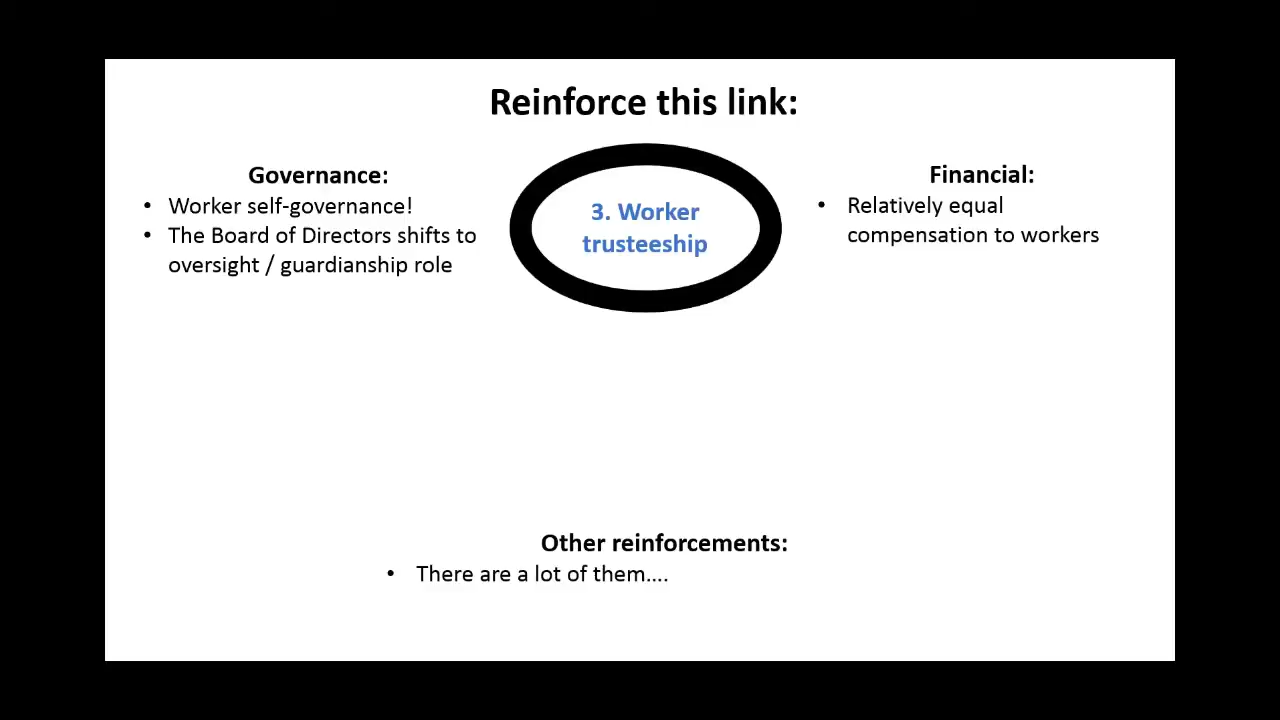 Reinforce this link:
Governance:
• Worker self-governance!
• The Board of Directors shifts to
oversight / guardianship role
3. Worker
trusteeship
Financial:
• Relatively equal
compensation to workers
Other reinforcements:
• There are a lot of them....